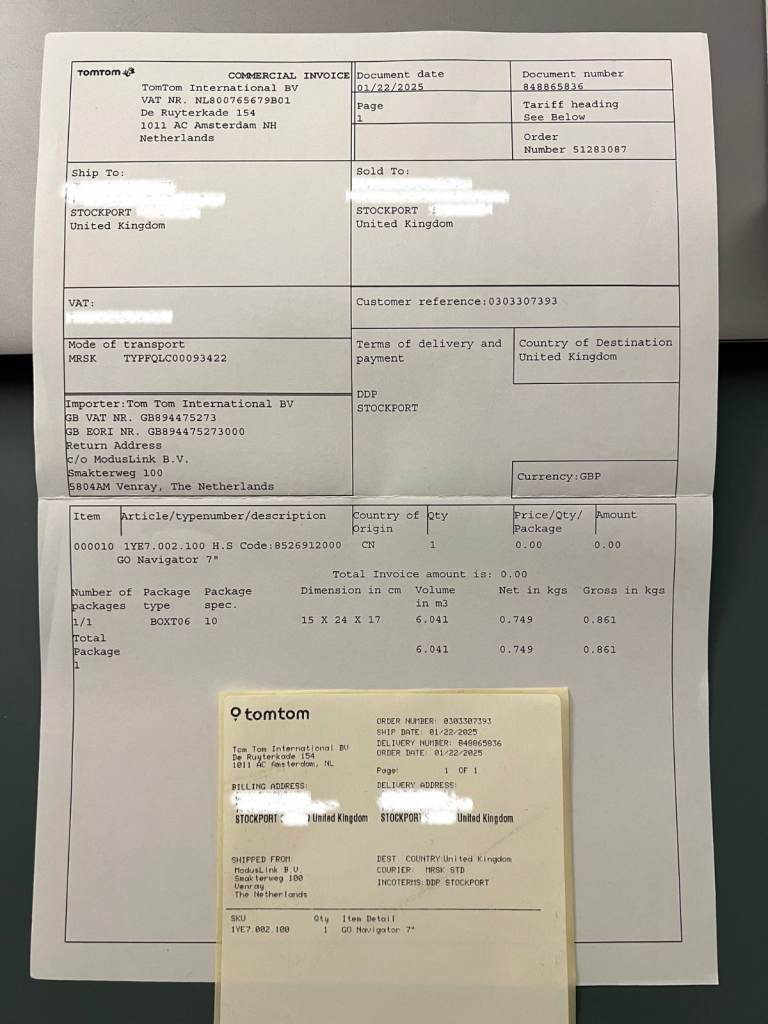 TOMTOM
COMMERCIAL INVOICE
TomTom International BV
VAT NR. NL800765679B01
De Ruyterkade 154
1011 AC Amsterdam NH
Netherlands
Document date
01/22/2025
Document number
848865836
Page
1
Tariff heading
See Below
Order
Number 51283087
Ship To:
STOCKPORT
United Kingdom
Sold To:
STOCKPORT
United Kingdom
VAT:
Customer reference:0303307393
Mode of transport
MRSK TYPFQLC00093422
Terms of delivery and
payment
DDP
STOCKPORT
Country of Destination
United Kingdom
Importer:Tom Tom International BV
GB VAT NR. GB894475273
GB EORI NR. GB894475273000
Return Address
c/o ModusLink B.V.
Smakterweg 100
5804AM Venray, The Netherlands
Currency:GBP
Item Article/typenumber/description Country of Qty Price/Qty/ Amount
Origin Package
000010 1YE7.002.100 H.S Code:8526912000 CN 1 0.00 0.00
GO Navigator 7"
Total Invoice amount is: 0.00
Number of Package Package Dimension in cm Volume Net in kgs Gross in kgs
packages type spec. in m3
1/1 BOXT06 10 15 X 24 X 17 6.041 0.749 0.861
Total
Package 6.041 0.749 0.861
1
tomtom
Tom Tom International BV
De Ruyterkade 154
1011 AC Amsterdam, NL
ORDER NUMBER: 0303307393
SHIP DATE: 01/22/2025
DELIVERY NUMBER: 848865836
ORDER DATE: 01/22/2025
Page: 1 OF 1
BILLING ADDRESS:
STOCKPORT United Kingdom
DELIVERY ADDRESS:
STOCKPORT United Kingdom
SHIPPED FROM:
ModusLink B.V.
Smakterweg 100
Venray
The Netherlands
DEST. COUNTRY:United Kingdom
COURIER: MRSK STD
INCOTERMS:DDP STOCKPORT
SKU Qty Item Detail
1YE7.002.100 1 GO Navigator 7"